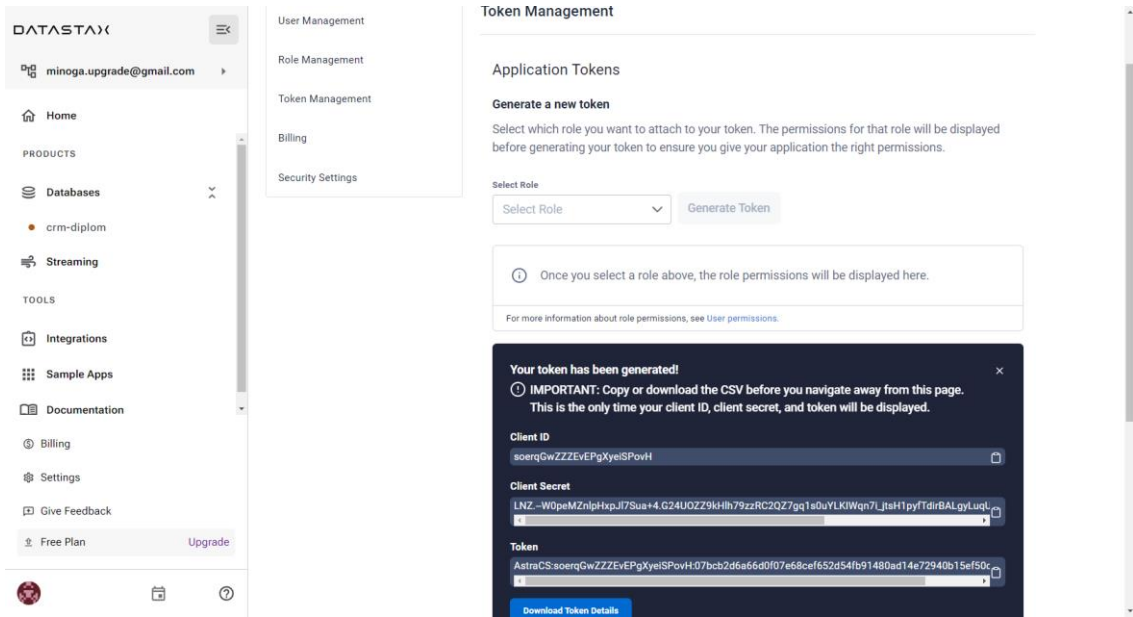 DATASTAX
minoga.upgrade@gmail.com
Home
PRODUCTS
Databases
crm-diplom
Streaming
TOOLS
Integrations
Sample Apps
Documentation
Billing
Settings
Give Feedback
Free Plan Upgrade
User Management
Role Management
Token Management
Billing
Security Settings
Token Management
Application Tokens
Generate a new token
Select which role you want to attach to your token. The permissions for that role will be displayed
before generating your token to ensure you give your application the right permissions.
Select Role
Select Role
Generate Token
Once you select a role above, the role permissions will be displayed here.
For more information about role permissions, see User permissions.
Your token has been generated!
IMPORTANT: Copy or download the CSV before you navigate away from this page.
This is the only time your client ID, client secret, and token will be displayed.
Client ID
soerqGwZZZEvEPgXyeiSPovH
Client Secret
Token
Download Token Details